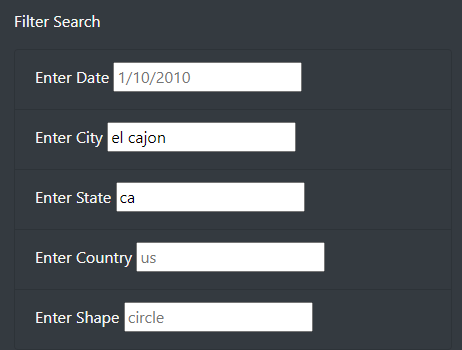 Filter Search
Enter Date 1/10/2010
Enter City el cajon
Enter State ca
Enter Country us
Enter Shape circle